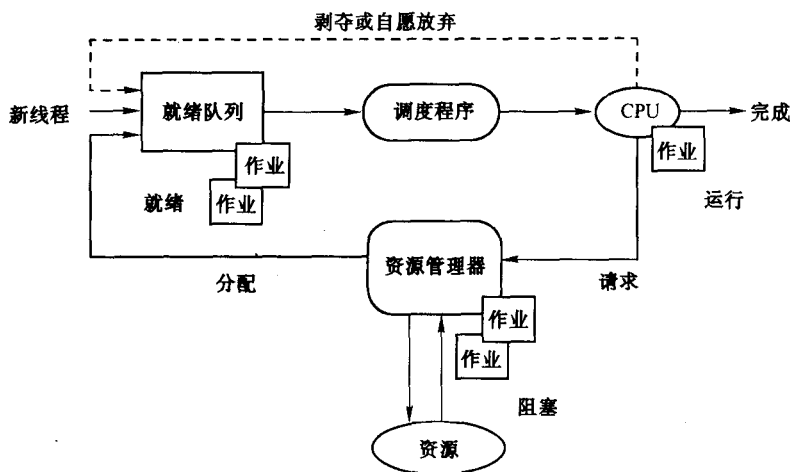 剥夺或自愿放弃
新线程
就绪队列
调度程序
CPU
完成
作业
作业
就绪
作业
运行
分配
资源管理器
请求
作业
作业
阻塞
资源